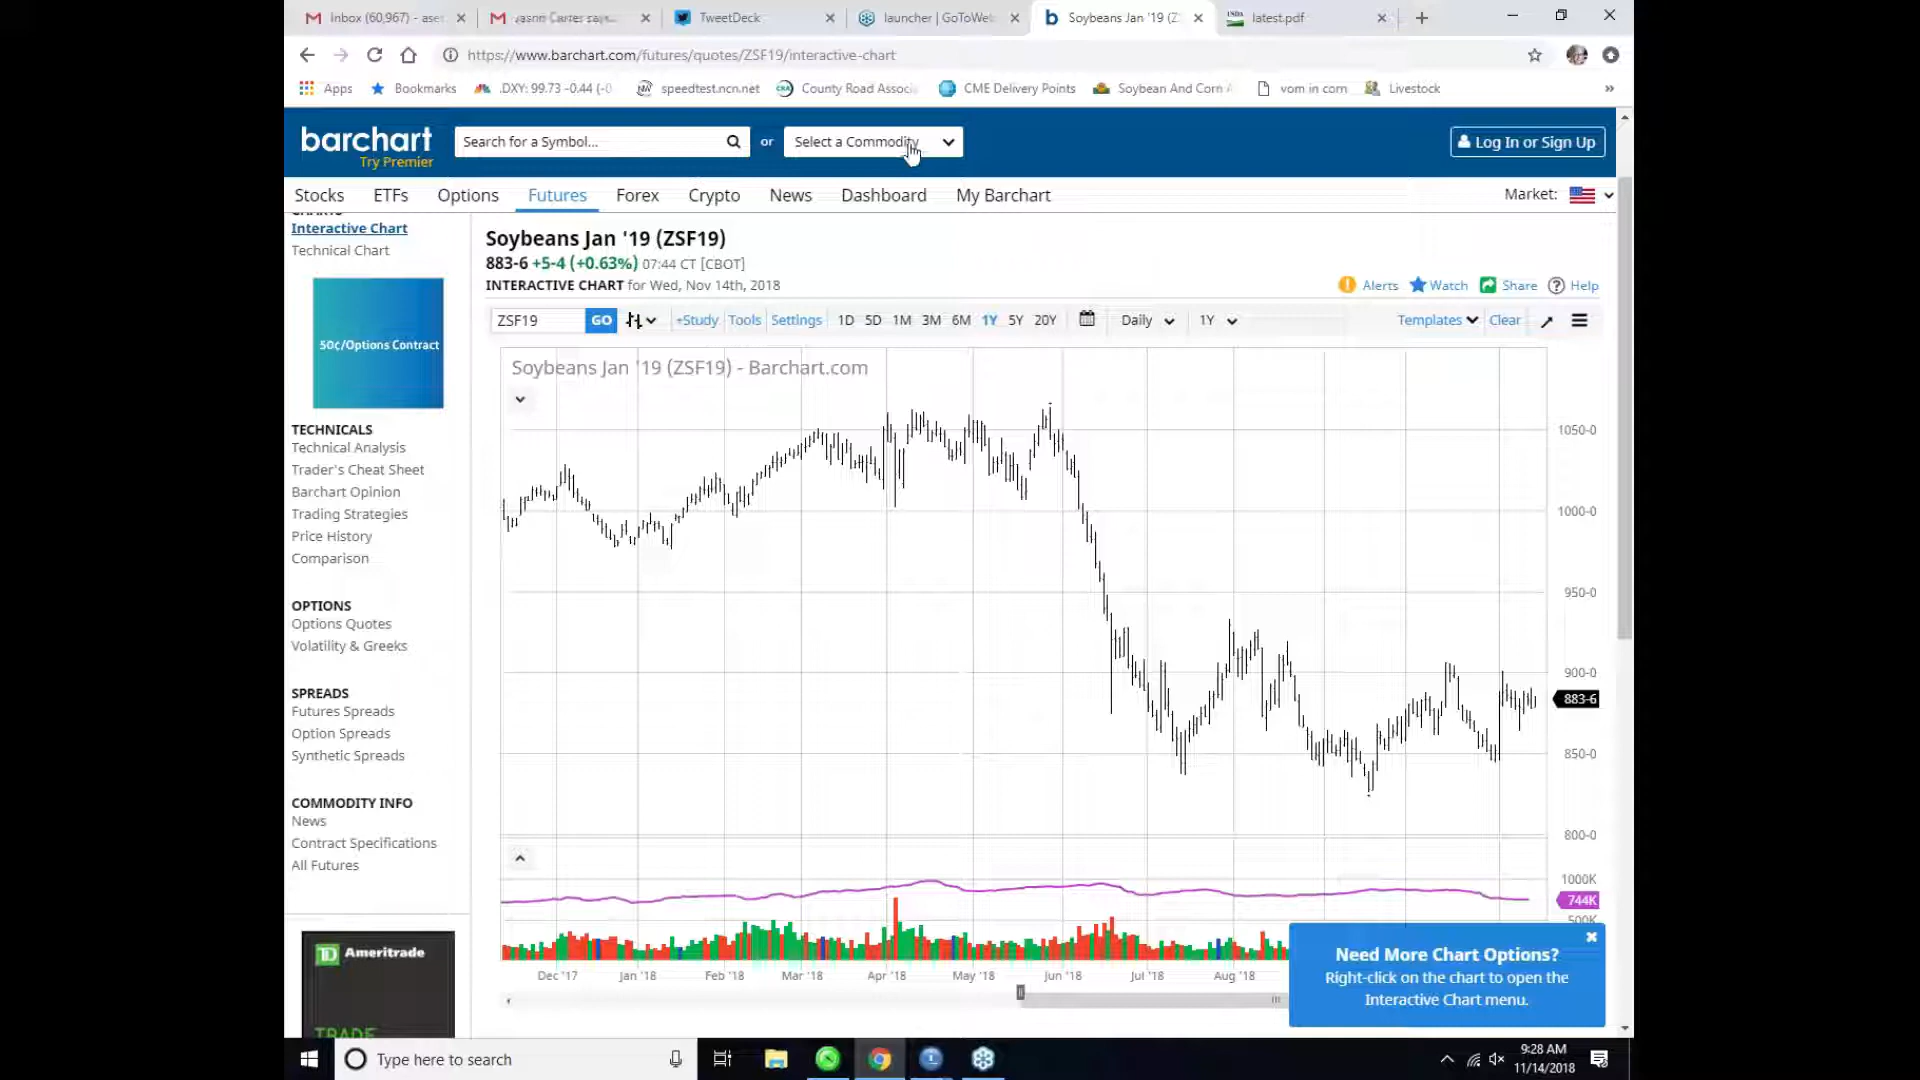 Inbox (60,967) - aset
TweetDeck
launcher | GoToWeb
Soybeans Jan '19 (Z
latest.pdf
https://www.barchart.com/futures/quotes/ZSF19/interactive-chart
Apps
Bookmarks
.DXY: 99.73 -0.44 (-0
speedtest.ncn.net
County Road Associ
CME Delivery Points
Soybean And Corn
vom in corn
Livestock
barchart
Try Premier
Search for a Symbol...
or
Select a Commodity
Log In or Sign Up
Stocks ETFs Options Futures Forex Crypto News Dashboard My Barchart
Market:
CHARTS
Interactive Chart
Technical Chart
50¢/Options Contract
TECHNICALS
Technical Analysis
Trader's Cheat Sheet
Barchart Opinion
Trading Strategies
Price History
Comparison
OPTIONS
Options Quotes
Volatility & Greeks
SPREADS
Futures Spreads
Option Spreads
Synthetic Spreads
COMMODITY INFO
News
Contract Specifications
All Futures
TD Ameritrade
TRADE
Soybeans Jan '19 (ZSF19)
883-6 +5-4 (+0.63%) 07:44 CT [CBOT]
INTERACTIVE CHART for Wed, Nov 14th, 2018
Alerts Watch Share Help
ZSF19 GO +Study Tools Settings 1D 5D 1M 3M 6M 1Y 5Y 20Y Daily 1Y Templates Clear
Soybeans Jan '19 (ZSF19) - Barchart.com
1050-0
1000-0
950-0
900-0
883-6
850-0
800-0
1000K
744K
500K
Dec '17 Jan '18 Feb '18 Mar '18 Apr '18 May '18 Jun '18 Jul '18 Aug '18
Need More Chart Options?
Right-click on the chart to open the
Interactive Chart menu.
Type here to search
9:28 AM
11/14/2018